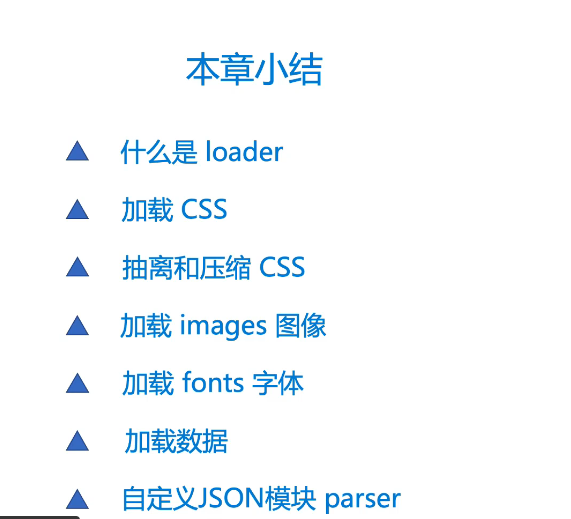 本章小结
什么是 loader
加载 CSS
抽离和压缩 CSS
加载 images 图像
加载 fonts 字体
加载数据
自定义JSON模块 parser